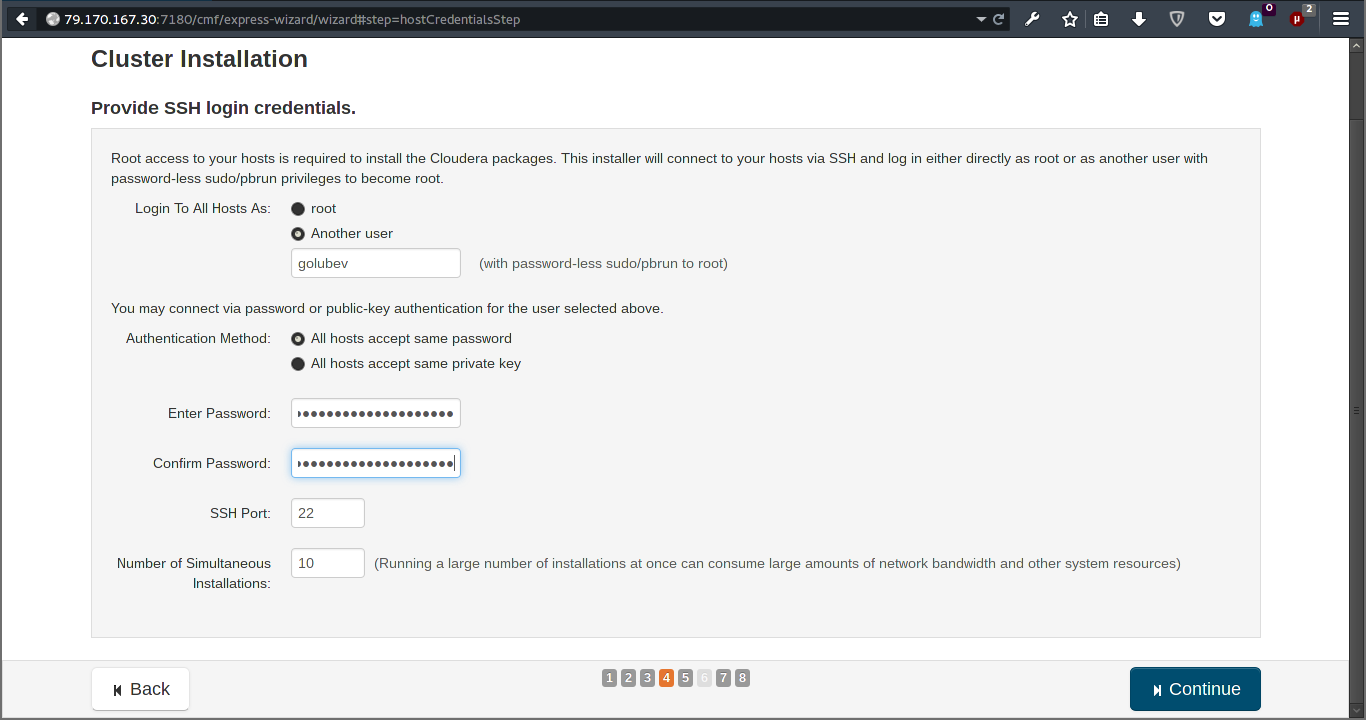 79.170.167.30:7180/cmf/express-wizard/wizard#step=hostCredentialsStep
0
2
Cluster Installation
Provide SSH login credentials.
Root access to your hosts is required to install the Cloudera packages. This installer will connect to your hosts via SSH and log in either directly as root or as another user with
password-less sudo/pbrun privileges to become root.
Login To All Hosts As: root
Another user
golubev (with password-less sudo/pbrun to root)
You may connect via password or public-key authentication for the user selected above.
Authentication Method: All hosts accept same password
All hosts accept same private key
Enter Password:
Confirm Password:
SSH Port: 22
Number of Simultaneous 10 (Running a large number of installations at once can consume large amounts of network bandwidth and other system resources)
Installations:
Back 1 2 3 4 5 6 7 8 Continue